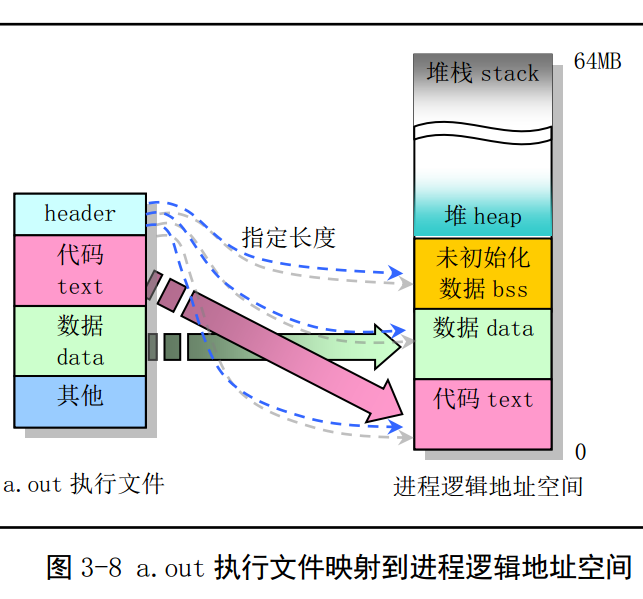 堆栈 stack
64MB
header
堆 heap
指定长度
代码
text
未初始化
数据 bss
数据
data
数据 data
其他
代码 text
0
a.out 执行文件
进程逻辑地址空间
图 3-8 a.out 执行文件映射到进程逻辑地址空间